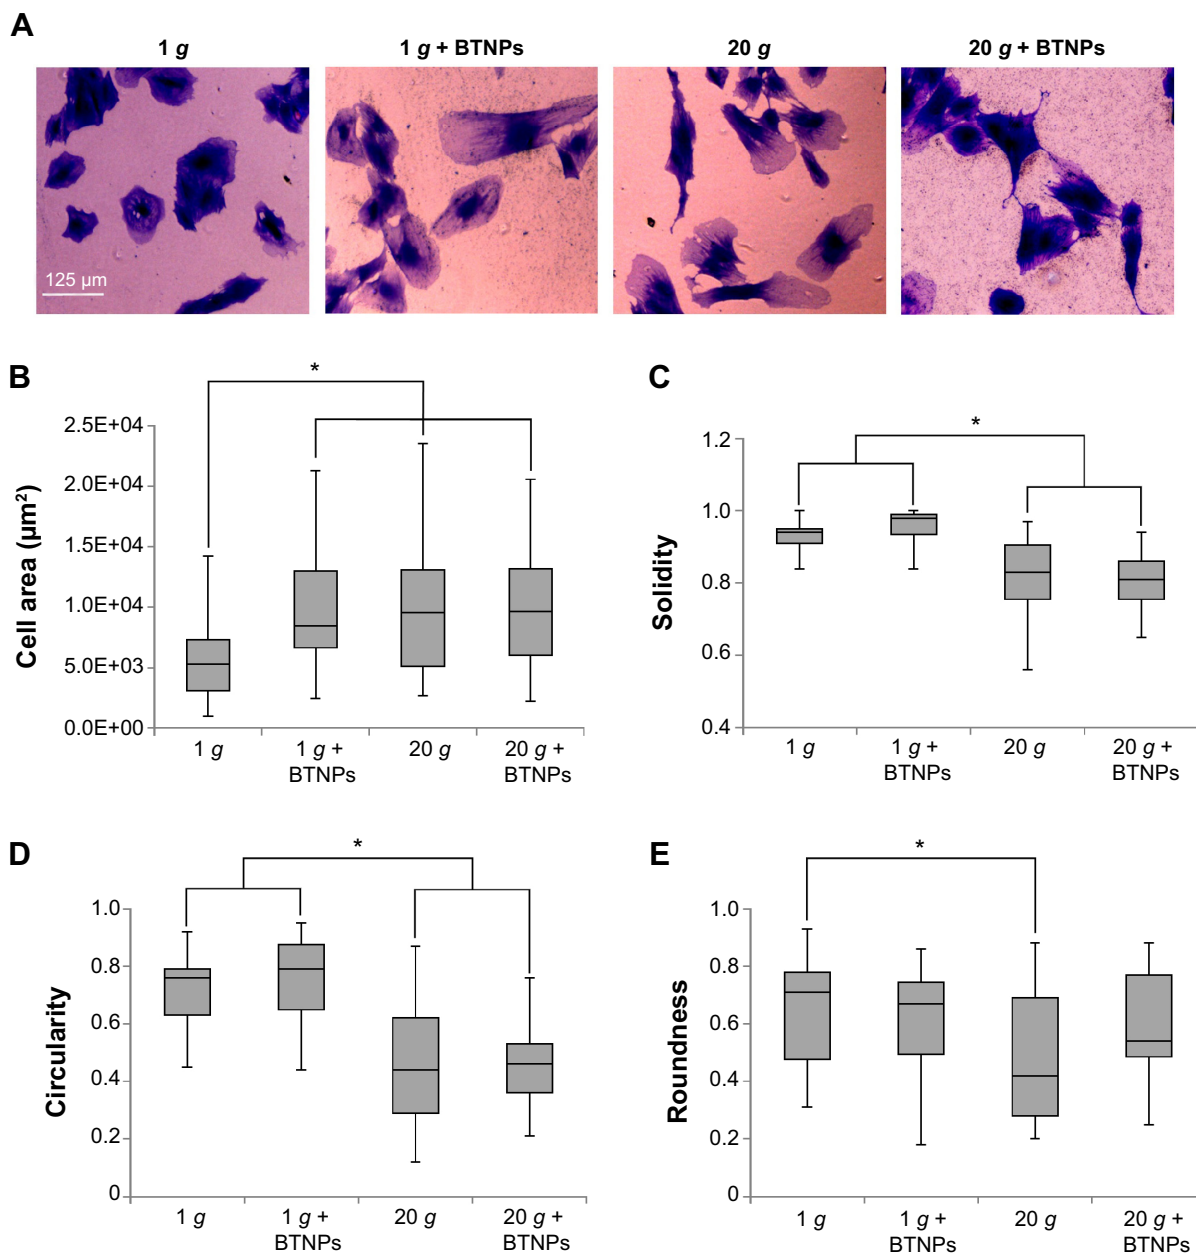 A
1 g
1 g + BTNPs
20 g
20 g + BTNPs
125 µm
B
*
Cell area (µm²)
2.5E+04
2.0E+04
1.5E+04
1.0E+04
5.0E+03
0.0E+00
1 g
1 g +
BTNPs
20 g
20 g +
BTNPs
C
*
Solidity
1.2
1.0
0.8
0.6
0.4
1 g
1 g +
BTNPs
20 g
20 g +
BTNPs
D
*
Circularity
1.0
0.8
0.6
0.4
0.2
0
1 g
1 g +
BTNPs
20 g
20 g +
BTNPs
E
*
Roundness
1.0
0.8
0.6
0.4
0.2
0
1 g
1 g +
BTNPs
20 g
20 g +
BTNPs